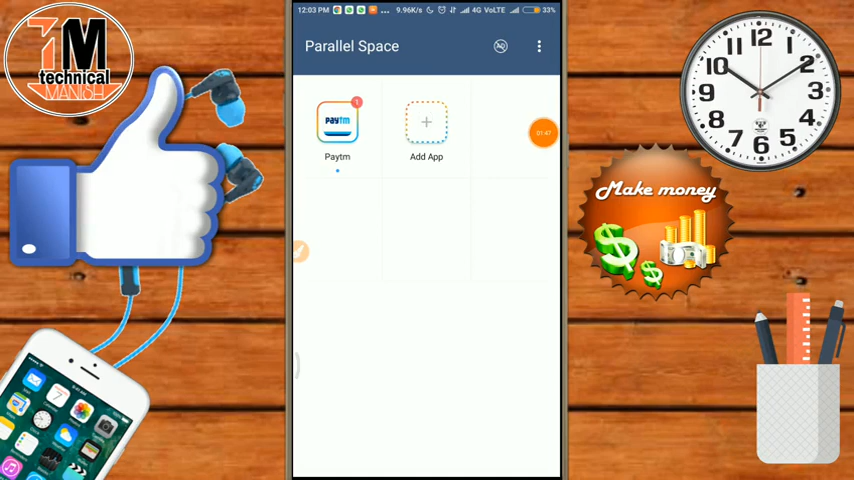 TM
technical
MANISH
12:03 PM
...
9.96K/s
4G VoLTE
33%
Parallel Space
1
Paytm
Paytm
Add App
01:47
Make money
12
1
2
3
4
5
6
7
8
9
10
11